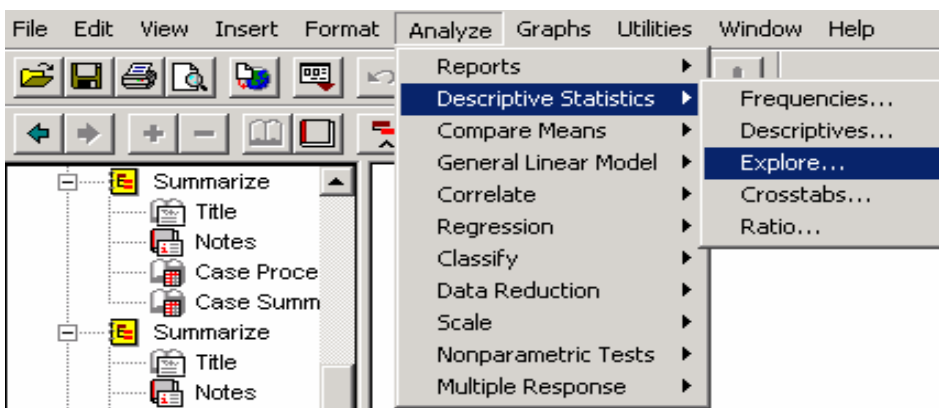 File Edit View Insert Format Analyze Graphs Utilities Window Help
Reports
Descriptive Statistics
Compare Means
General Linear Model
Correlate
Regression
Classify
Data Reduction
Scale
Nonparametric Tests
Multiple Response
Frequencies...
Descriptives...
Explore...
Crosstabs...
Ratio...
Summarize
Title
Notes
Case Proce
Case Summ
Summarize
Title
Notes